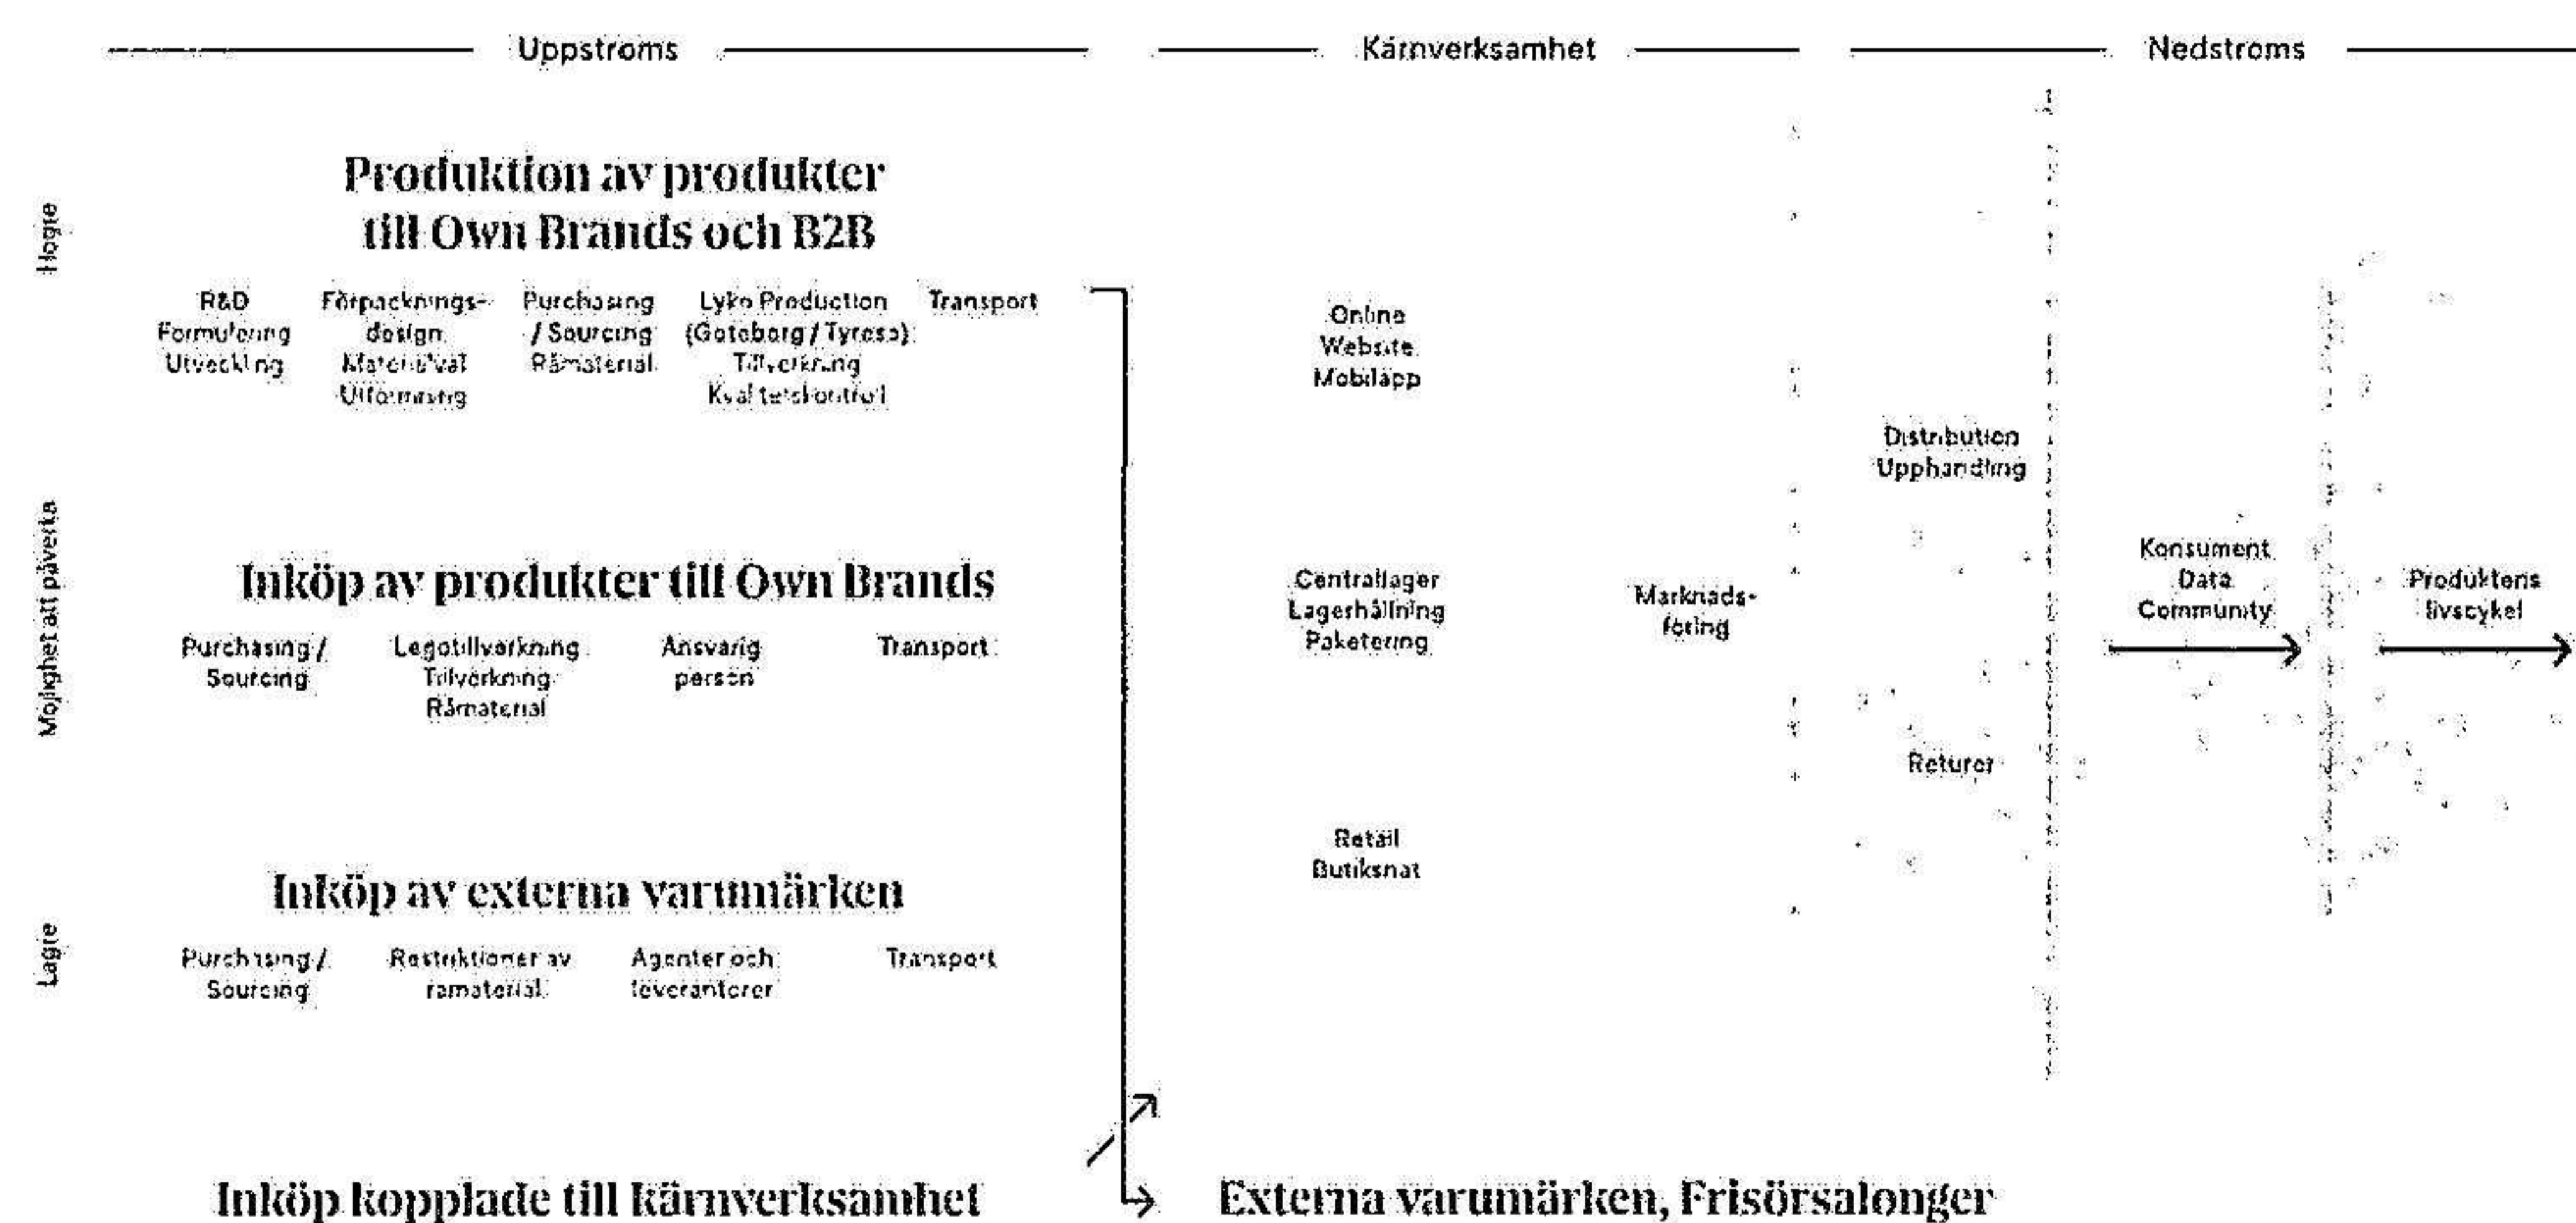 Uppströms
Kärnverksamhet
Nedströms
Högre
Möjlighet att påverka
Lägre
Produktion av produkter
till Own Brands och B2B
R&D
Formulering
Utveckling
Förpacknings-
design
Materialval
Utformning
Purchasing
/ Sourcing
Råmaterial
Lyko Production
(Göteborg / Tyresö)
Tillverkning
Kvalitetskontroll
Transport
Inköp av produkter till Own Brands
Purchasing /
Sourcing
Legotillverkning
Tillverkning
Råmaterial
Ansvarig
person
Transport
Inköp av externa varumärken
Purchasing /
Sourcing
Restriktioner av
råmaterial
Agenter och
leverantörer
Transport
Inköp kopplade till kärnverksamhet
Online
Website
Mobilapp
Centrallager
Lagerhållning
Paketering
Retail
Butiksnät
Marknads-
föring
Distribution
Upphandling
Returer
Konsument
Data
Community
Produktens
livscykel
Externa varumärken, Frisörsalonger